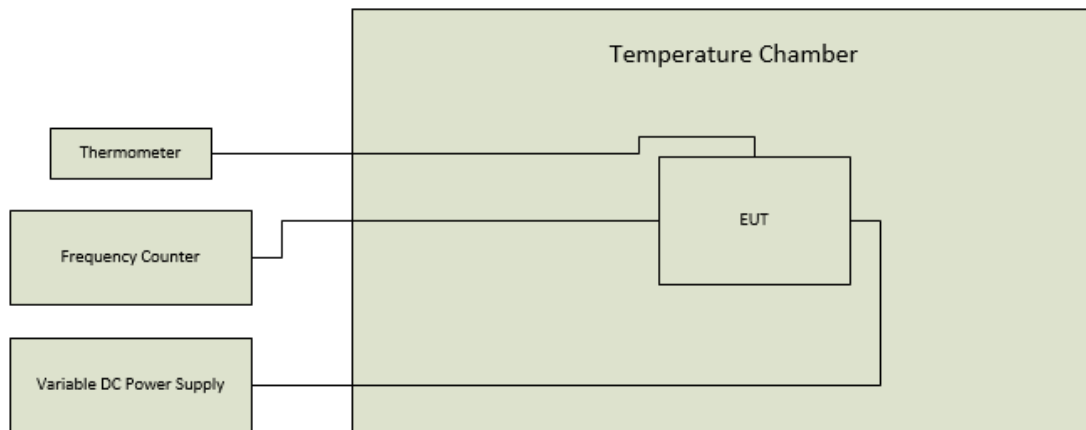 Temperature Chamber
Thermometer
EUT
Frequency Counter
Variable DC Power Supply